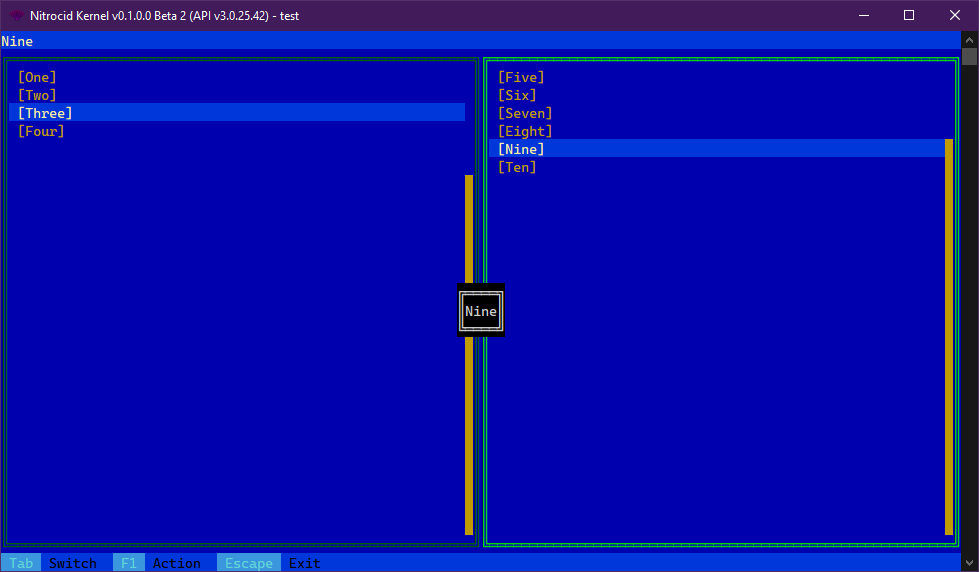 Nitrocid Kernel v0.1.0.0 Beta 2 (API v3.0.25.42) - test
Nine
[One]
[Two]
[Three]
[Four]
[Five]
[Six]
[Seven]
[Eight]
[Nine]
[Ten]
Nine
Tab Switch F1 Action Escape Exit